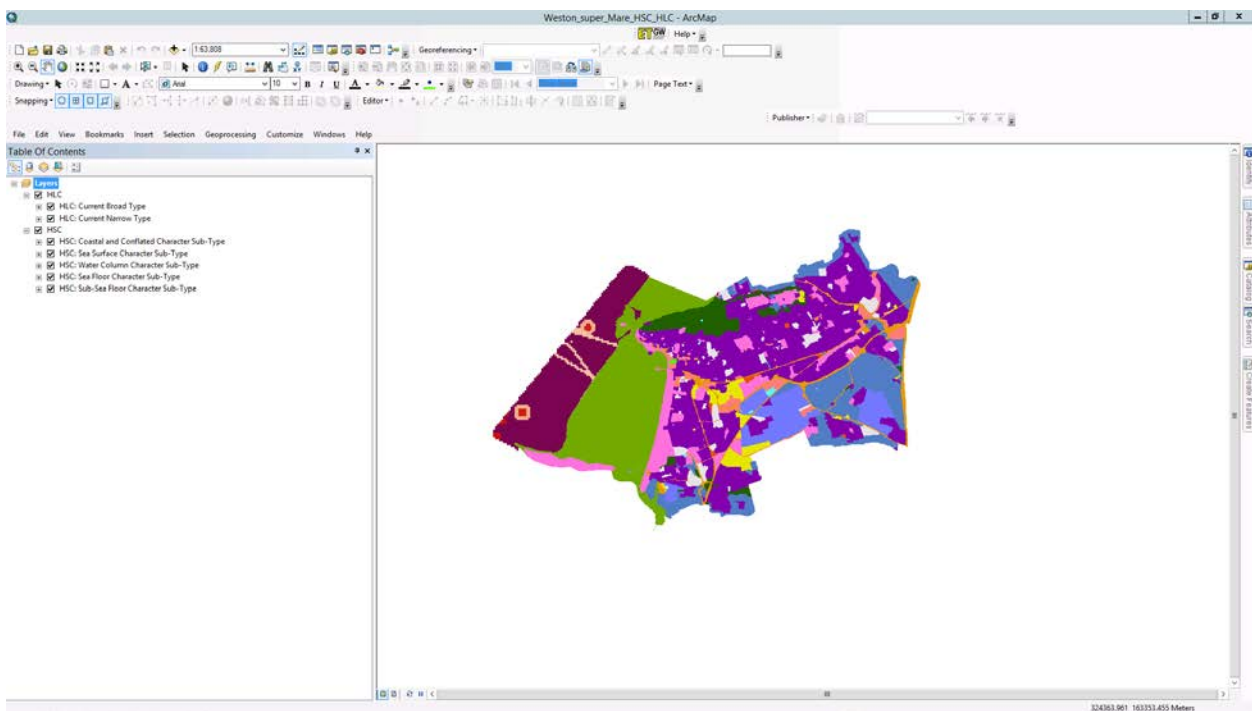 Weston_super_Mare_HSC_HLC - ArcMap
ET GW Help
1:63.808 Georeferencing
Drawing A Arial 10 B I U A Page Text
Snapping Editor
Publisher
File Edit View Bookmarks Insert Selection Geoprocessing Customize Windows Help
Table Of Contents
Layers
HLC
HLC: Current Broad Type
HLC: Current Narrow Type
HSC
HSC: Coastal and Conflated Character Sub-Type
HSC: Sea Surface Character Sub-Type
HSC: Water Column Character Sub-Type
HSC: Sea Floor Character Sub-Type
HSC: Sub-Sea Floor Character Sub-Type
Identify
Attributes
Catalog
Search
Create Features
324363.961 163353.455 Meters